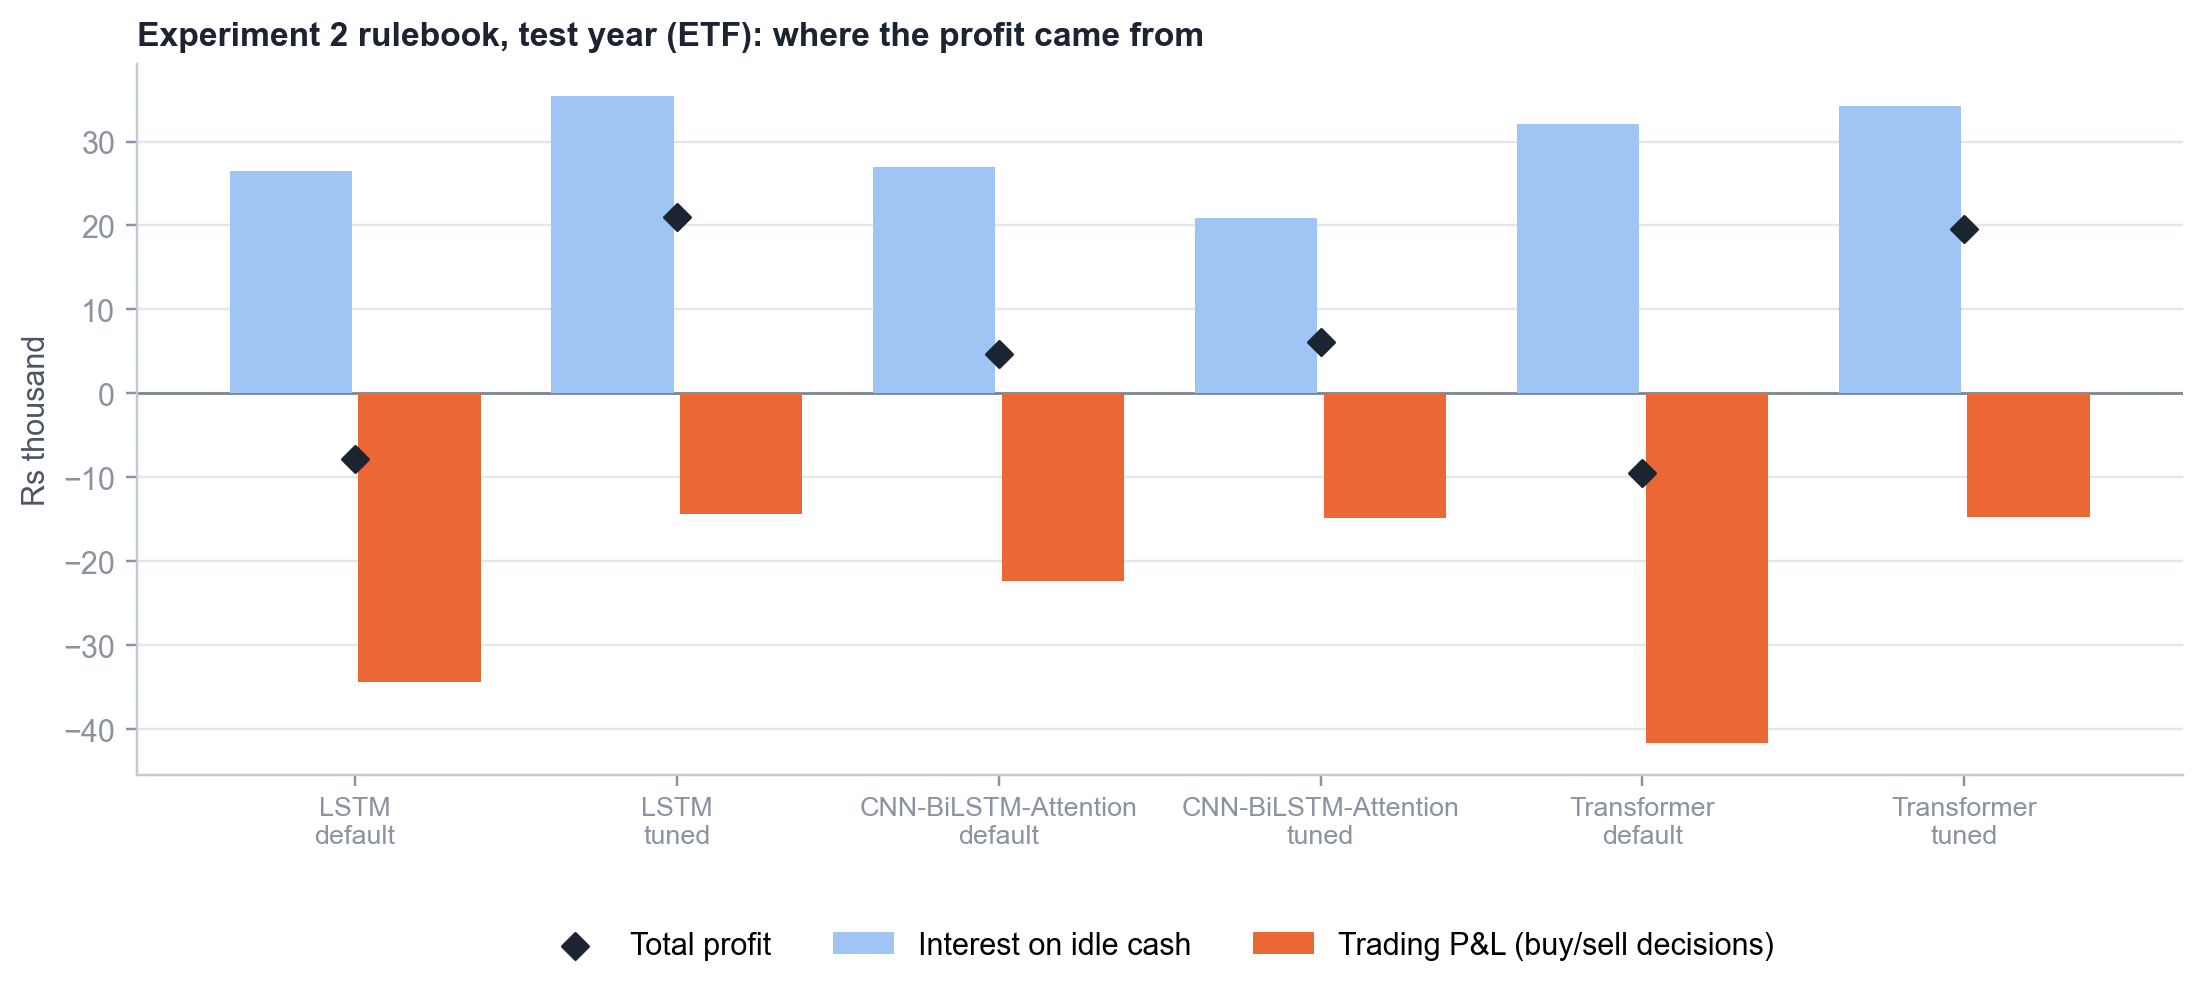 Experiment 2 rulebook, test year (ETF): where the profit came from
Rs thousand
30
20
10
0
−10
−20
−30
−40
LSTM
default
LSTM
tuned
CNN-BiLSTM-Attention
default
CNN-BiLSTM-Attention
tuned
Transformer
default
Transformer
tuned
Total profit
Interest on idle cash
Trading P&L (buy/sell decisions)